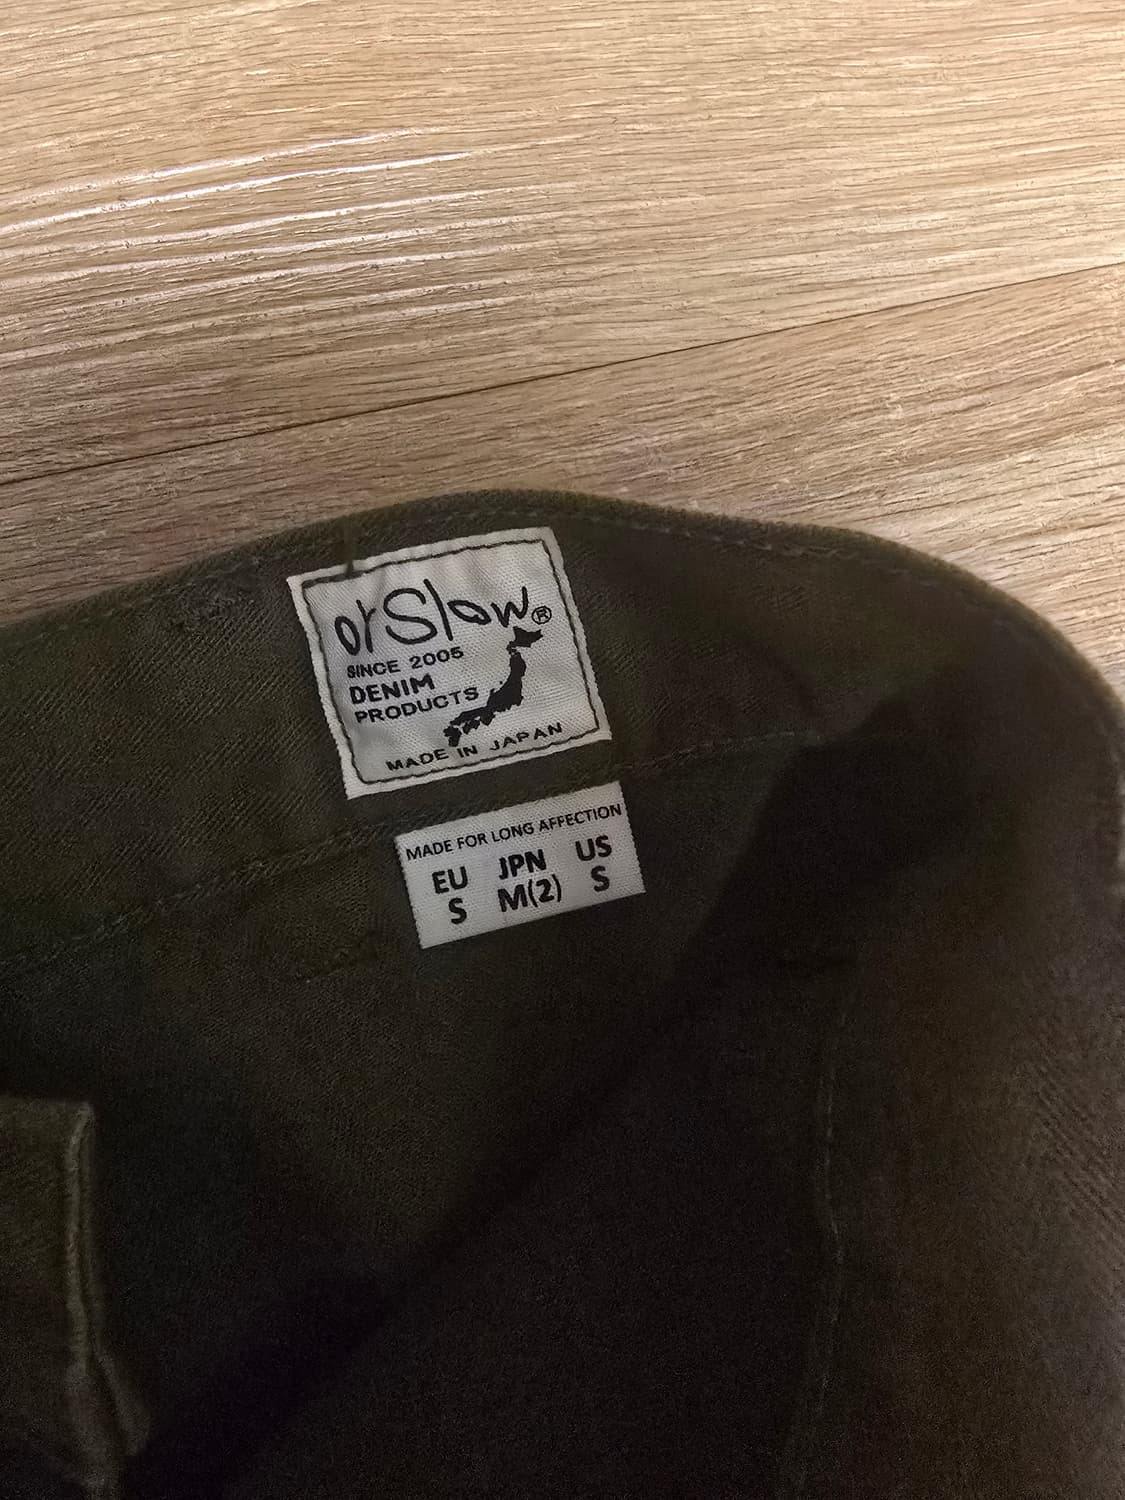 orSlow®
SINCE 2005
DENIM
PRODUCTS
MADE IN JAPAN
MADE FOR LONG AFFECTION
EU JPN US
S M(2) S